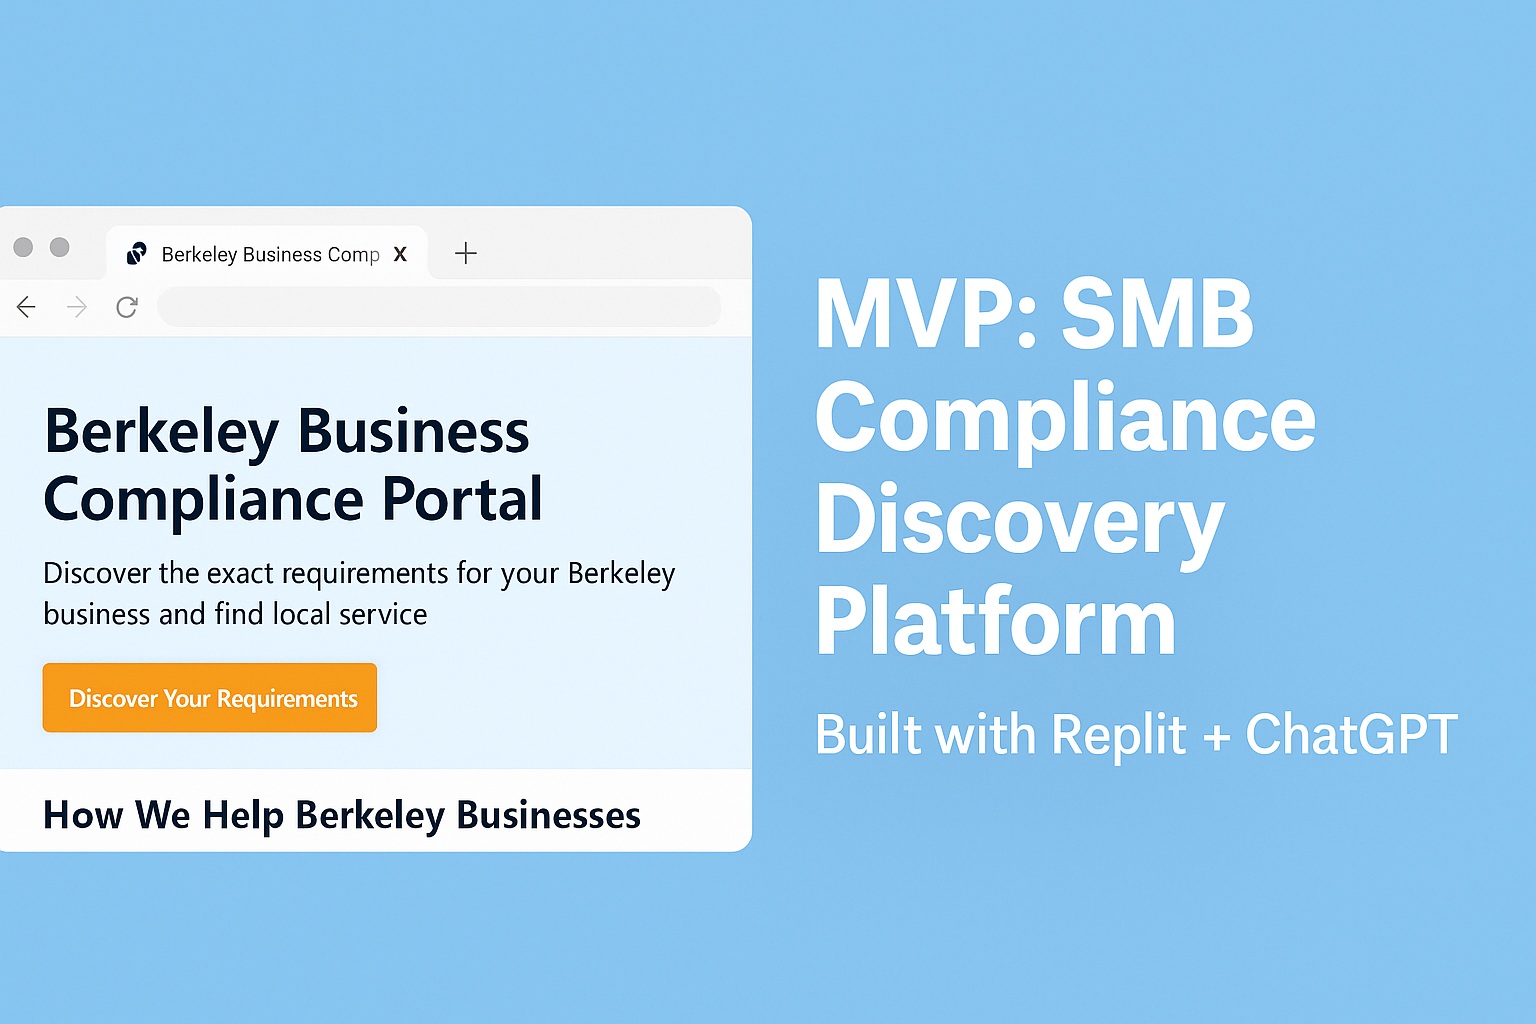 Berkeley Business Comp X
Berkeley Business
Compliance Portal
Discover the exact requirements for your Berkeley
business and find local service
Discover Your Requirements
How We Help Berkeley Businesses
MVP: SMB
Compliance
Discovery
Platform
Built with Replit + ChatGPT